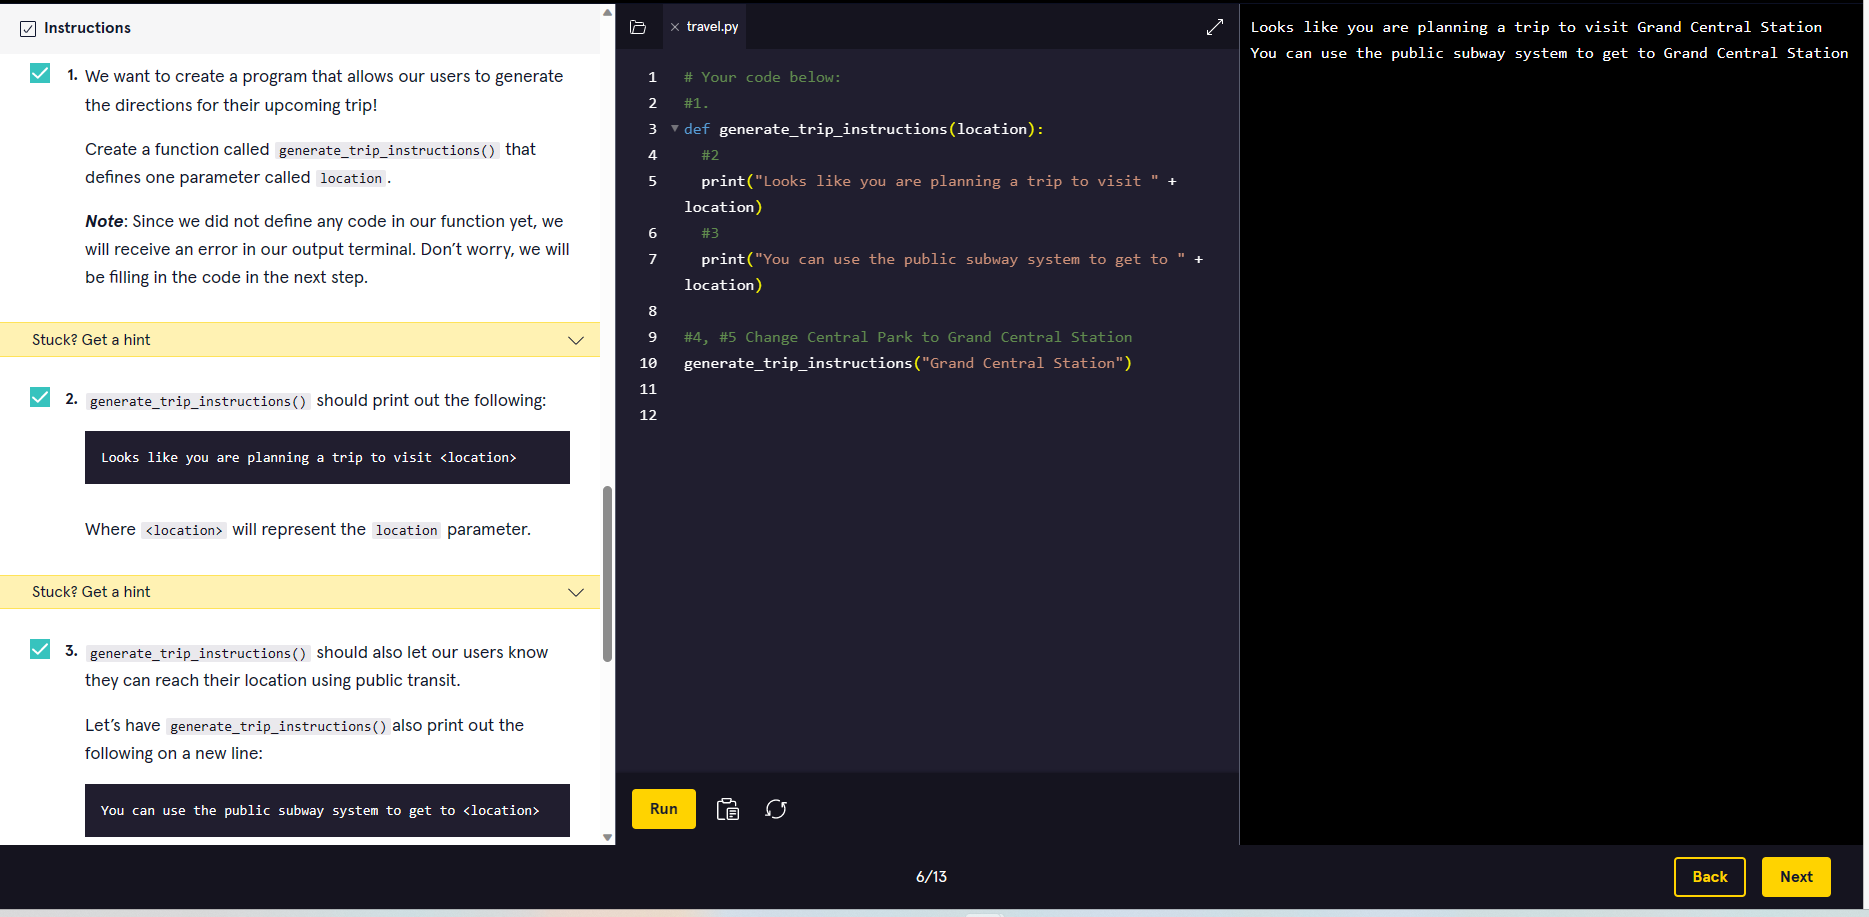 Instructions
1. We want to create a program that allows our users to generate
the directions for their upcoming trip!
Create a function called generate_trip_instructions() that
defines one parameter called location.
Note: Since we did not define any code in our function yet, we
will receive an error in our output terminal. Don’t worry, we will
be filling in the code in the next step.
Stuck? Get a hint
2. generate_trip_instructions() should print out the following:
Looks like you are planning a trip to visit <location>
Where <location> will represent the location parameter.
Stuck? Get a hint
3. generate_trip_instructions() should also let our users know
they can reach their location using public transit.
Let’s have generate_trip_instructions() also print out the
following on a new line:
You can use the public subway system to get to <location>
travel.py
1 # Your code below:
2 #1.
3 def generate_trip_instructions(location):
4 #2
5 print("Looks like you are planning a trip to visit " +
location)
6 #3
7 print("You can use the public subway system to get to " +
location)
8
9 #4, #5 Change Central Park to Grand Central Station
10 generate_trip_instructions("Grand Central Station")
11
12
Run
Looks like you are planning a trip to visit Grand Central Station
You can use the public subway system to get to Grand Central Station
6/13
Back
Next